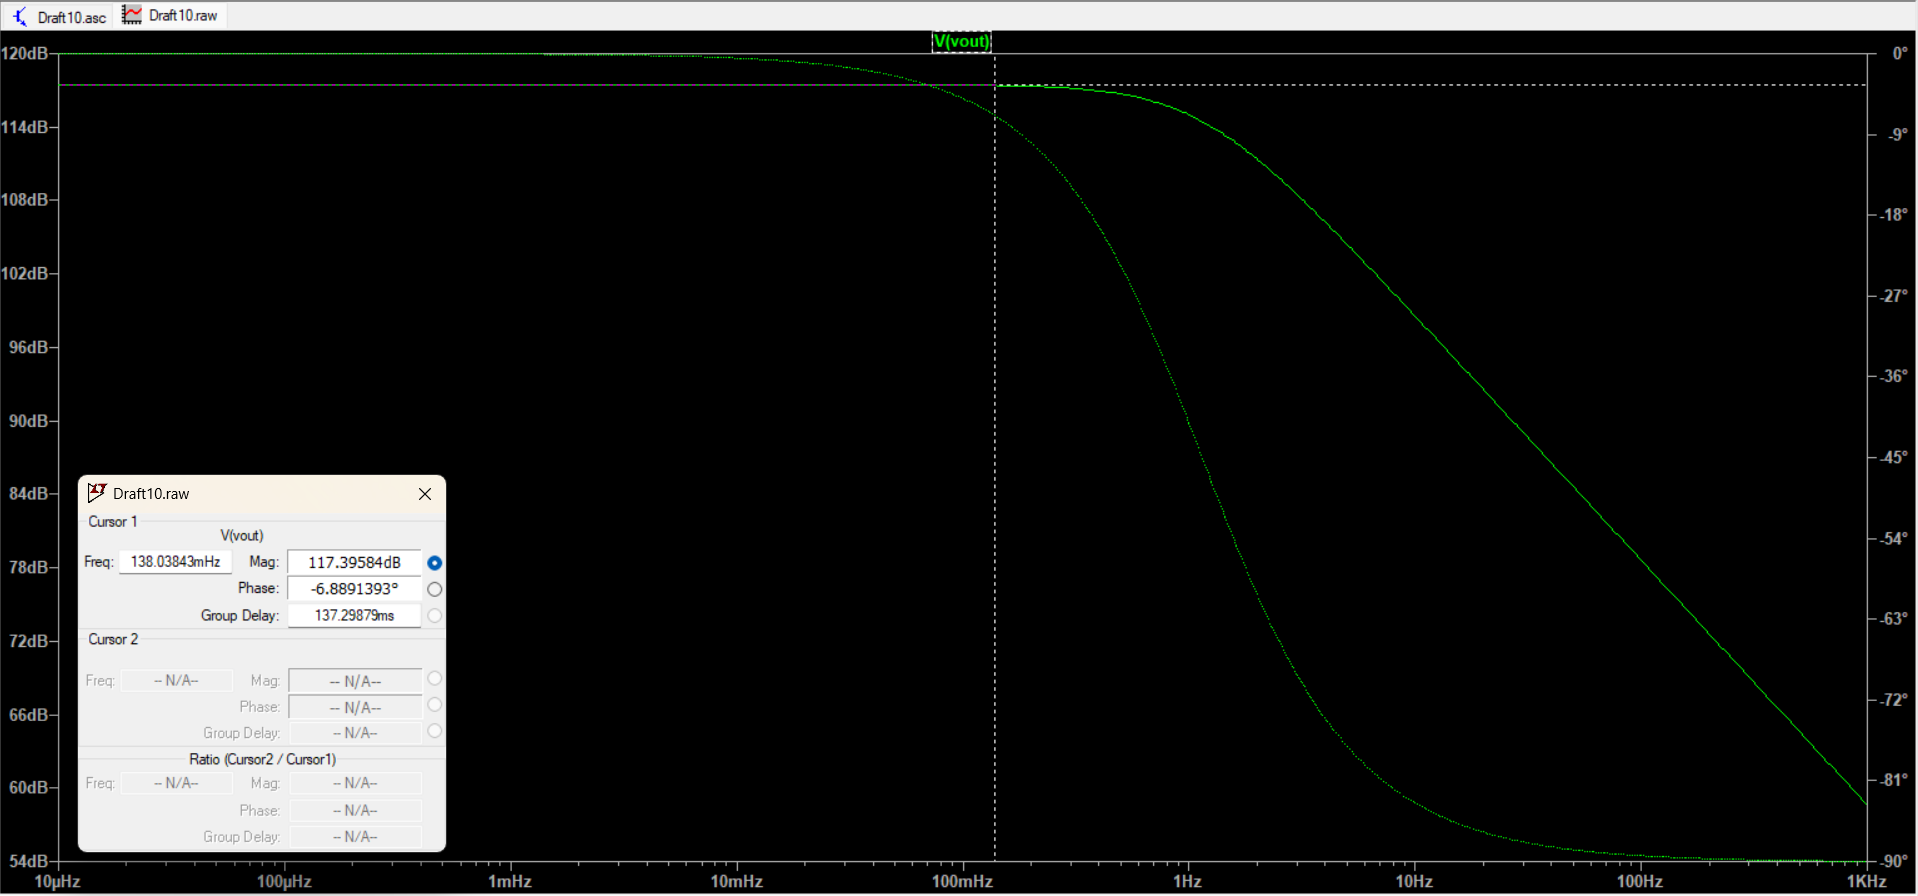 Draft10.asc Draft10.raw
V(vout)
120dB 0°
114dB -9°
108dB -18°
102dB -27°
96dB -36°
90dB -45°
84dB -54°
78dB -63°
72dB -72°
66dB -81°
60dB -90°
54dB
10µHz 100µHz 1mHz 10mHz 100mHz 1Hz 10Hz 100Hz 1KHz
Draft10.raw
Cursor 1
V(vout)
Freq: 138.03843mHz Mag: 117.39584dB
Phase: -6.8891393°
Group Delay: 137.29879ms
Cursor 2
Freq: -- N/A-- Mag: -- N/A--
Phase: -- N/A--
Group Delay: -- N/A--
Ratio (Cursor2 / Cursor1)
Freq: -- N/A-- Mag: -- N/A--
Phase: -- N/A--
Group Delay: -- N/A--